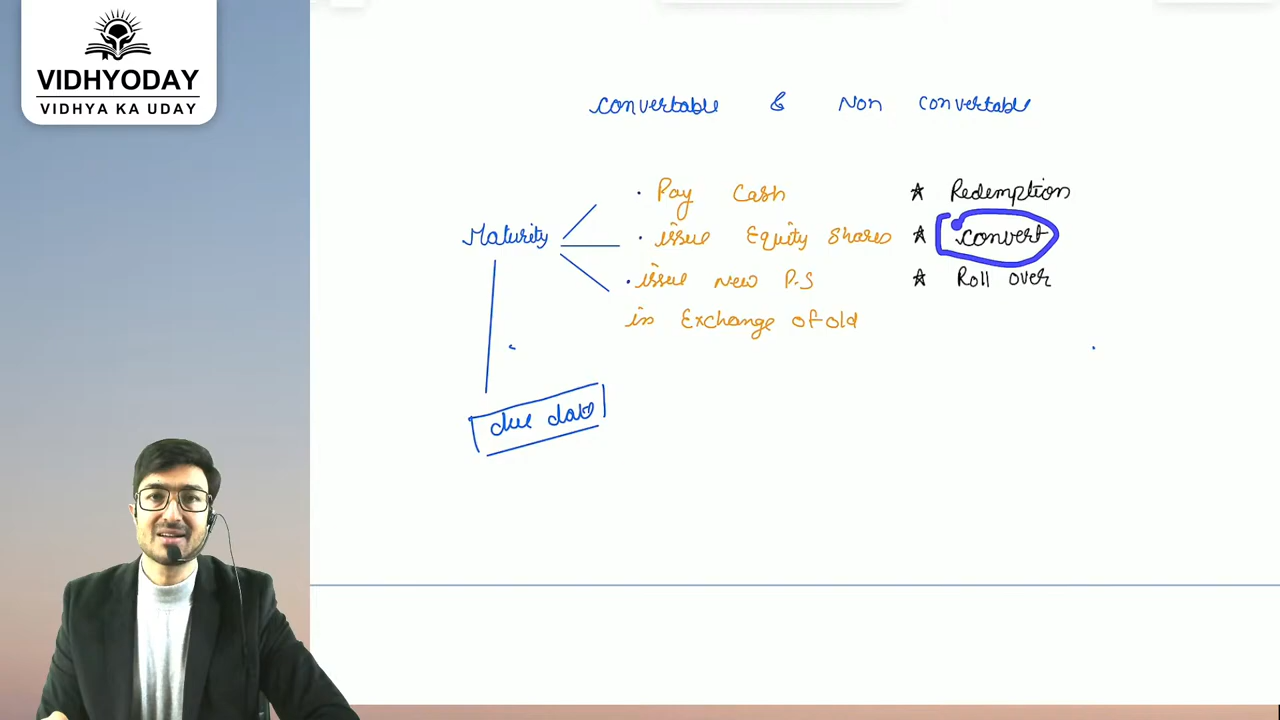 VIDHYODAY
VIDHYA KA UDAY
convertable & Non convertable
Maturity
• Pay Cash ★ Redemption
• issue Equity Shares ★ convert
• issue New P.S ★ Roll over
in Exchange of old
due date